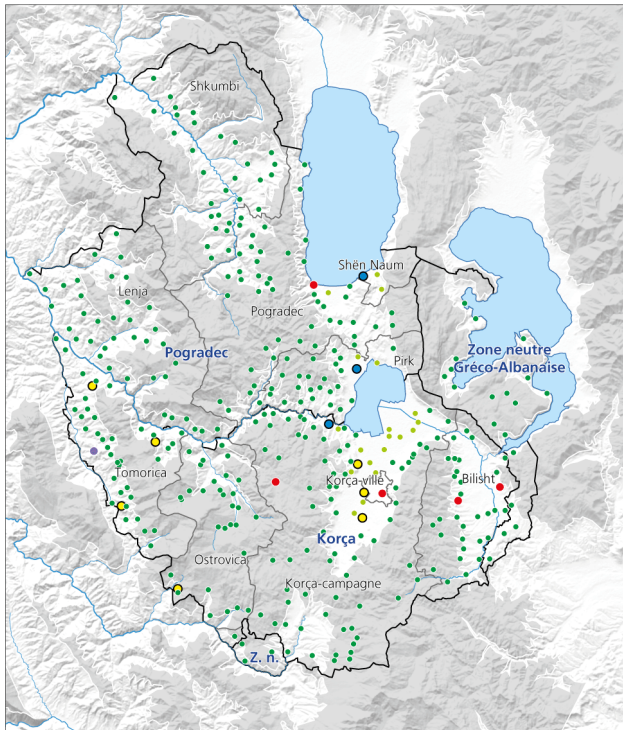 Shkumbi
Shën Naum
Lenja
Pogradec
Pogradec
Pirk
Zone neutre
Gréco-Albanaise
Tomorica
Korça-ville
Bilisht
Korça
Ostrovica
Korça-campagne
Z. n.